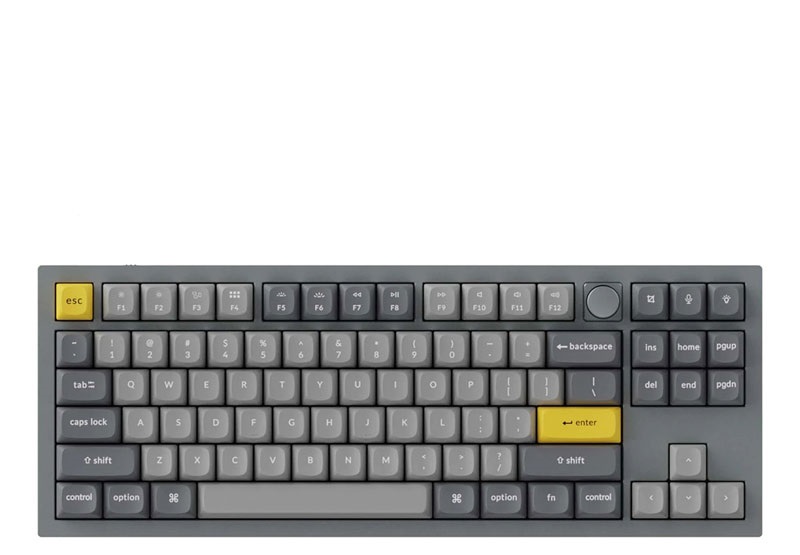 esc F1 F2 F3 F4 F5 F6 F7 F8 F9 F10 F11 F12
~ ! @ # $ % ^ & * ( ) — +
1 2 3 4 5 6 7 8 9 0 - = ← backspace ins home pgup
tab Q W E R T Y U I O P { } | del end pgdn
[ ] \
caps lock A S D F G H J K L : " enter
; '
⇧ shift Z X C V B N M < > ? ⇧ shift ^
, . /
control option ⌘ ⌘ option fn control < v >